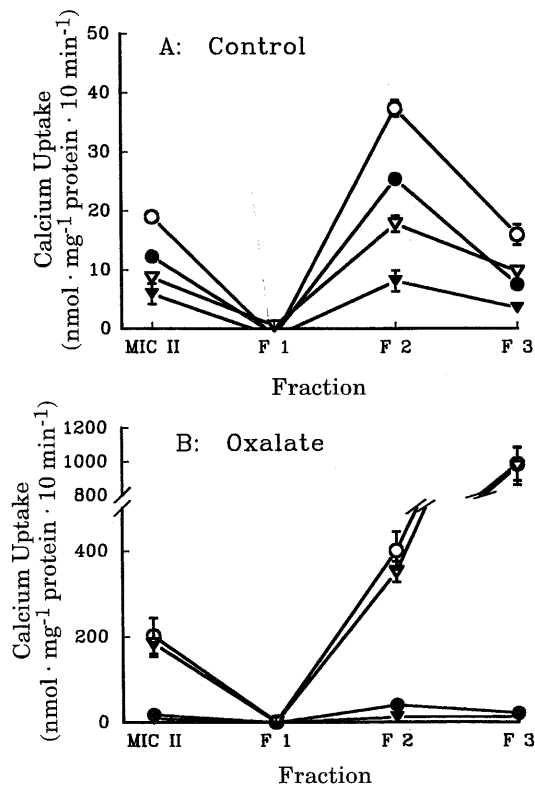 A: Control
Calcium Uptake
(nmol · mg⁻¹ protein · 10 min⁻¹)
50
40
30
20
10
0
MIC II F 1 F 2 F 3
Fraction
B: Oxalate
Calcium Uptake
(nmol · mg⁻¹ protein · 10 min⁻¹)
1200
1000
800
400
200
0
MIC II F 1 F 2 F 3
Fraction